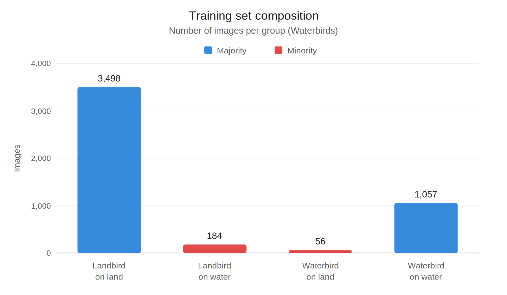 Training set composition
Number of images per group (Waterbirds)
Majority
Minority
4,000
3,000
2,000
1,000
0
Images
3,498
184
56
1,057
Landbird
on land
Landbird
on water
Waterbird
on land
Waterbird
on water